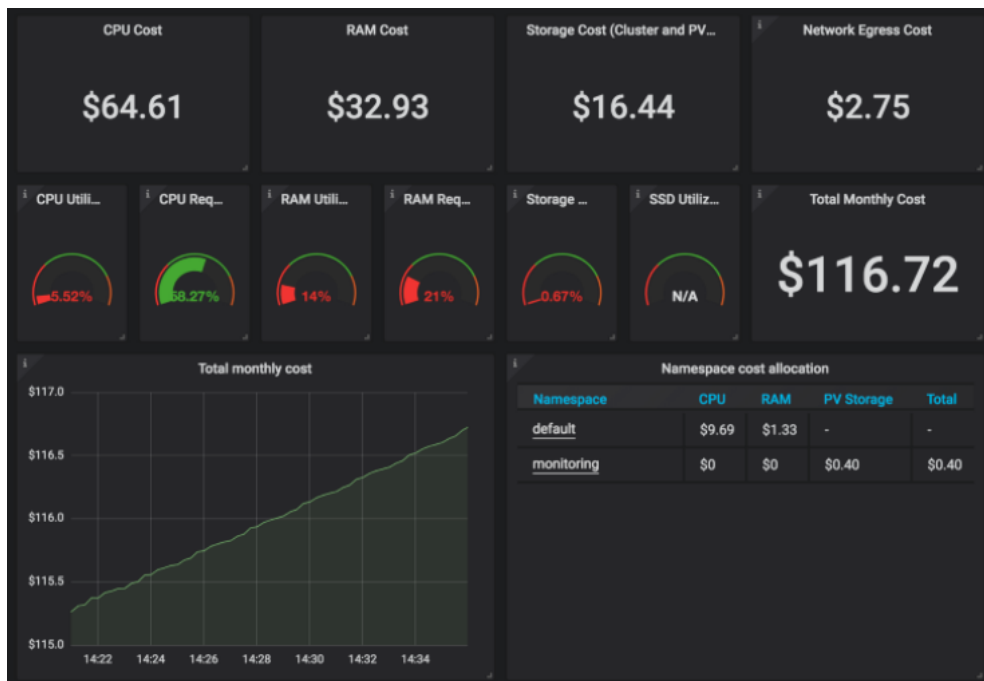 CPU Cost
RAM Cost
Storage Cost (Cluster and PV...
Network Egress Cost
$64.61
$32.93
$16.44
$2.75
CPU Utili...
CPU Req...
RAM Utili...
RAM Req...
Storage ...
SSD Utiliz...
Total Monthly Cost
5.52%
58.27%
14%
21%
0.67%
N/A
$116.72
Total monthly cost
$117.0
$116.5
$116.0
$115.5
$115.0
14:22 14:24 14:26 14:28 14:30 14:32 14:34
Namespace cost allocation
Namespace CPU RAM PV Storage Total
default $9.69 $1.33 - -
monitoring $0 $0 $0.40 $0.40